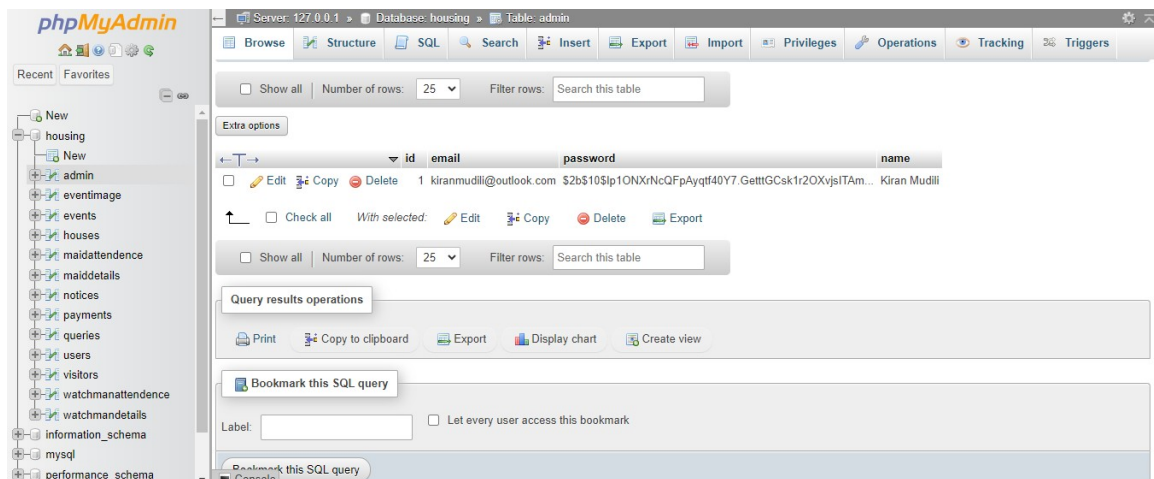 phpMyAdmin
Recent Favorites
New
housing
New
admin
eventimage
events
houses
maidattendence
maiddetails
notices
payments
queries
users
visitors
watchmanattendence
watchmandetails
information_schema
mysql
performance_schema
Server: 127.0.0.1 » Database: housing » Table: admin
Browse Structure SQL Search Insert Export Import Privileges Operations Tracking Triggers
Show all Number of rows: 25 Filter rows: Search this table
Extra options
id email password name
Edit Copy Delete 1 kiranmudili@outlook.com Kiran Mudili
Check all With selected: Edit Copy Delete Export
Show all Number of rows: 25 Filter rows: Search this table
Query results operations
Print Copy to clipboard Export Display chart Create view
Bookmark this SQL query
Label: Let every user access this bookmark
Bookmark this SQL query
Console